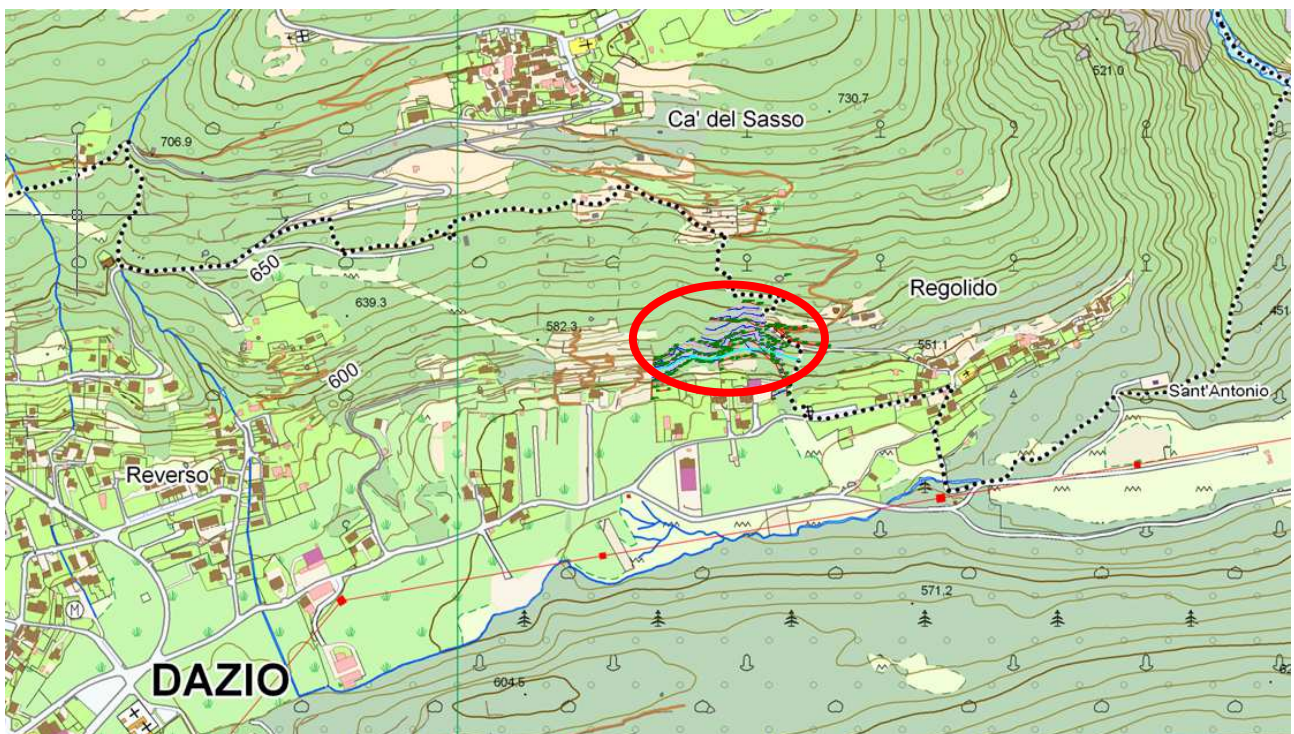 521.0
730.7
Ca' del Sasso
706.9
650
Regolido
639.3
582.3
451
551.1
600
Sant'Antonio
Reverso
571.2
M
DAZIO
604.5